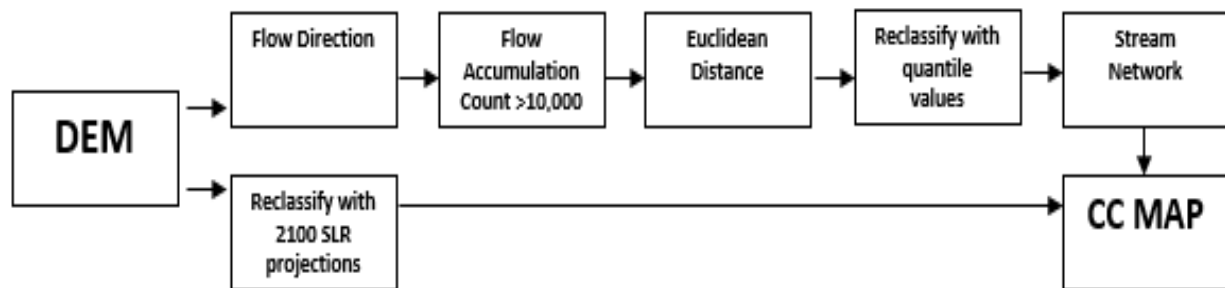 Flow Direction
Flow
Accumulation
Count >10,000
Euclidean
Distance
Reclassify with
quantile
values
Stream
Network
DEM
Reclassify with
2100 SLR
projections
CC MAP